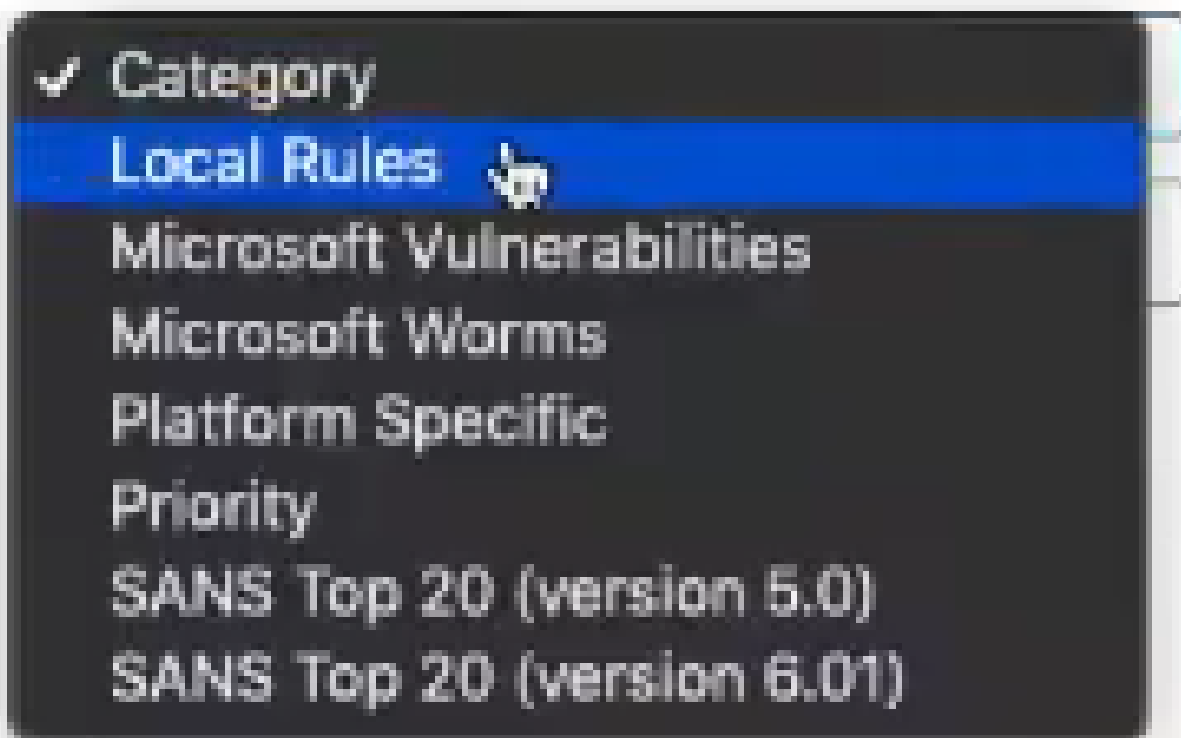 Category
Local Rules
Microsoft Vulnerabilities
Microsoft Worms
Platform Specific
Priority
SANS Top 20 (version 5.0)
SANS Top 20 (version 6.01)